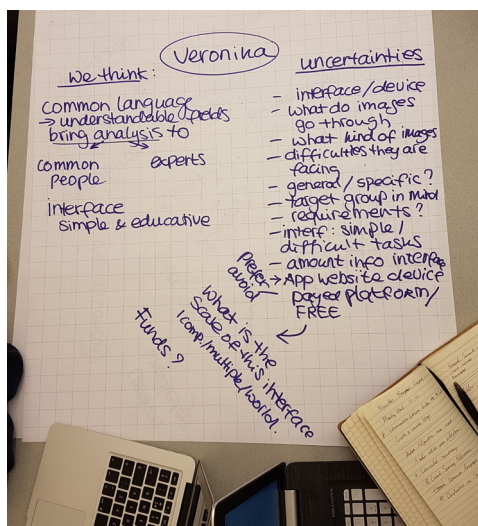 Veronika
we think:
common language
→ understandable fields
bring analysis to
common experts
people
interface
simple & educative
uncertainties
- interface/device
- what do images
go through
- what kind of images
- difficulties they are
facing
- general/specific?
- target group in mind
- requirements?
- interf: simple/
difficult tasks
- amount info interface
→ App website device
payed platform/
FREE
Prefer/
avoid
What is the
Scale of this interface
1comp/multiple/world.
Funds?